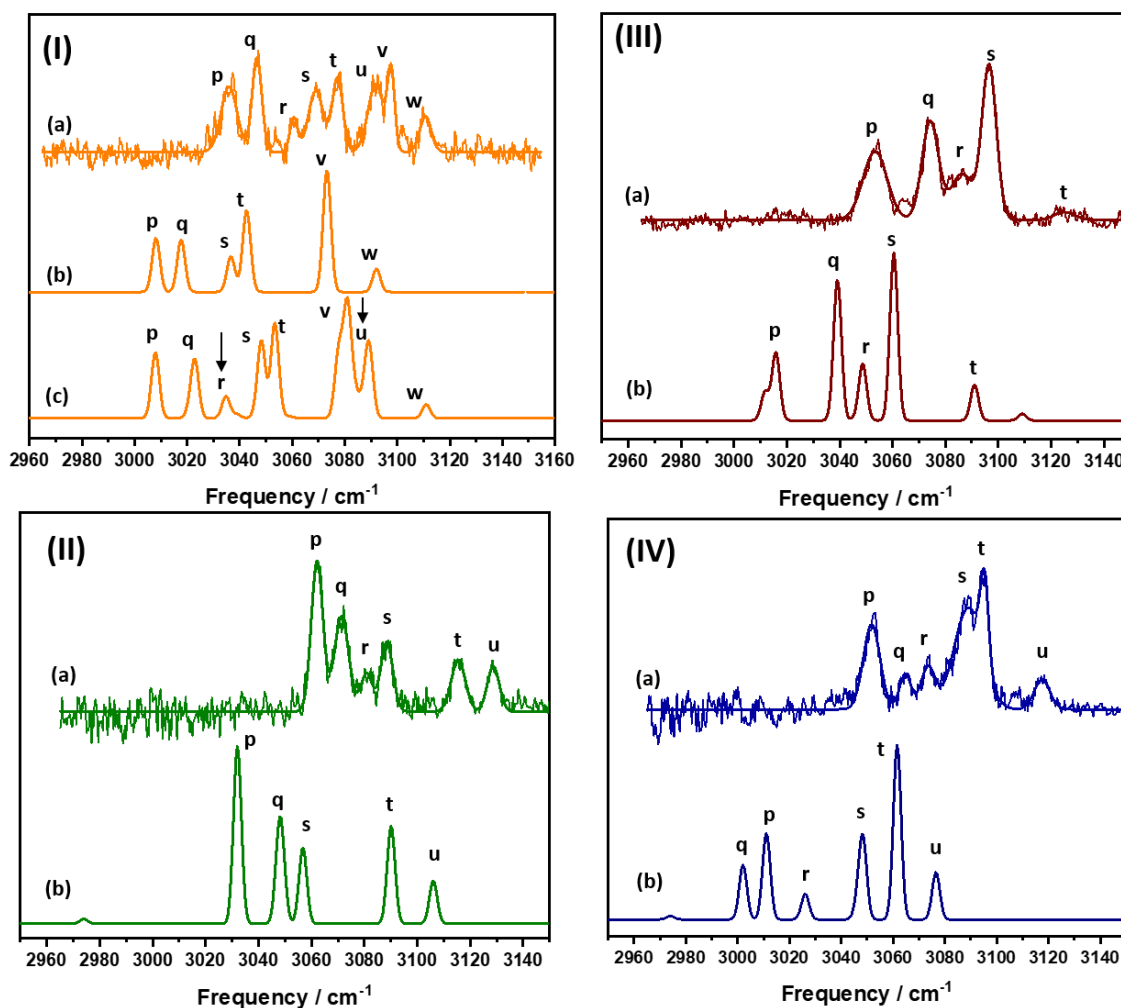 (I)
q
v
p
t
u
s
r
w
(a)
v
t
p
q
s
w
(b)
v
u
s
t
p
q
r
w
(c)
2960 2980 3000 3020 3040 3060 3080 3100 3120 3140 3160
Frequency / cm-1
(III)
s
q
p
r
t
(a)
s
q
p
r
t
(b)
2960 2980 3000 3020 3040 3060 3080 3100 3120 3140
Frequency / cm-1
(II)
p
q
s
r
t
u
(a)
p
q
s
t
u
(b)
2960 2980 3000 3020 3040 3060 3080 3100 3120 3140
Frequency / cm-1
(IV)
t
s
p
q
r
u
(a)
t
p
s
q
r
u
(b)
2960 2980 3000 3020 3040 3060 3080 3100 3120 3140
Frequency / cm-1